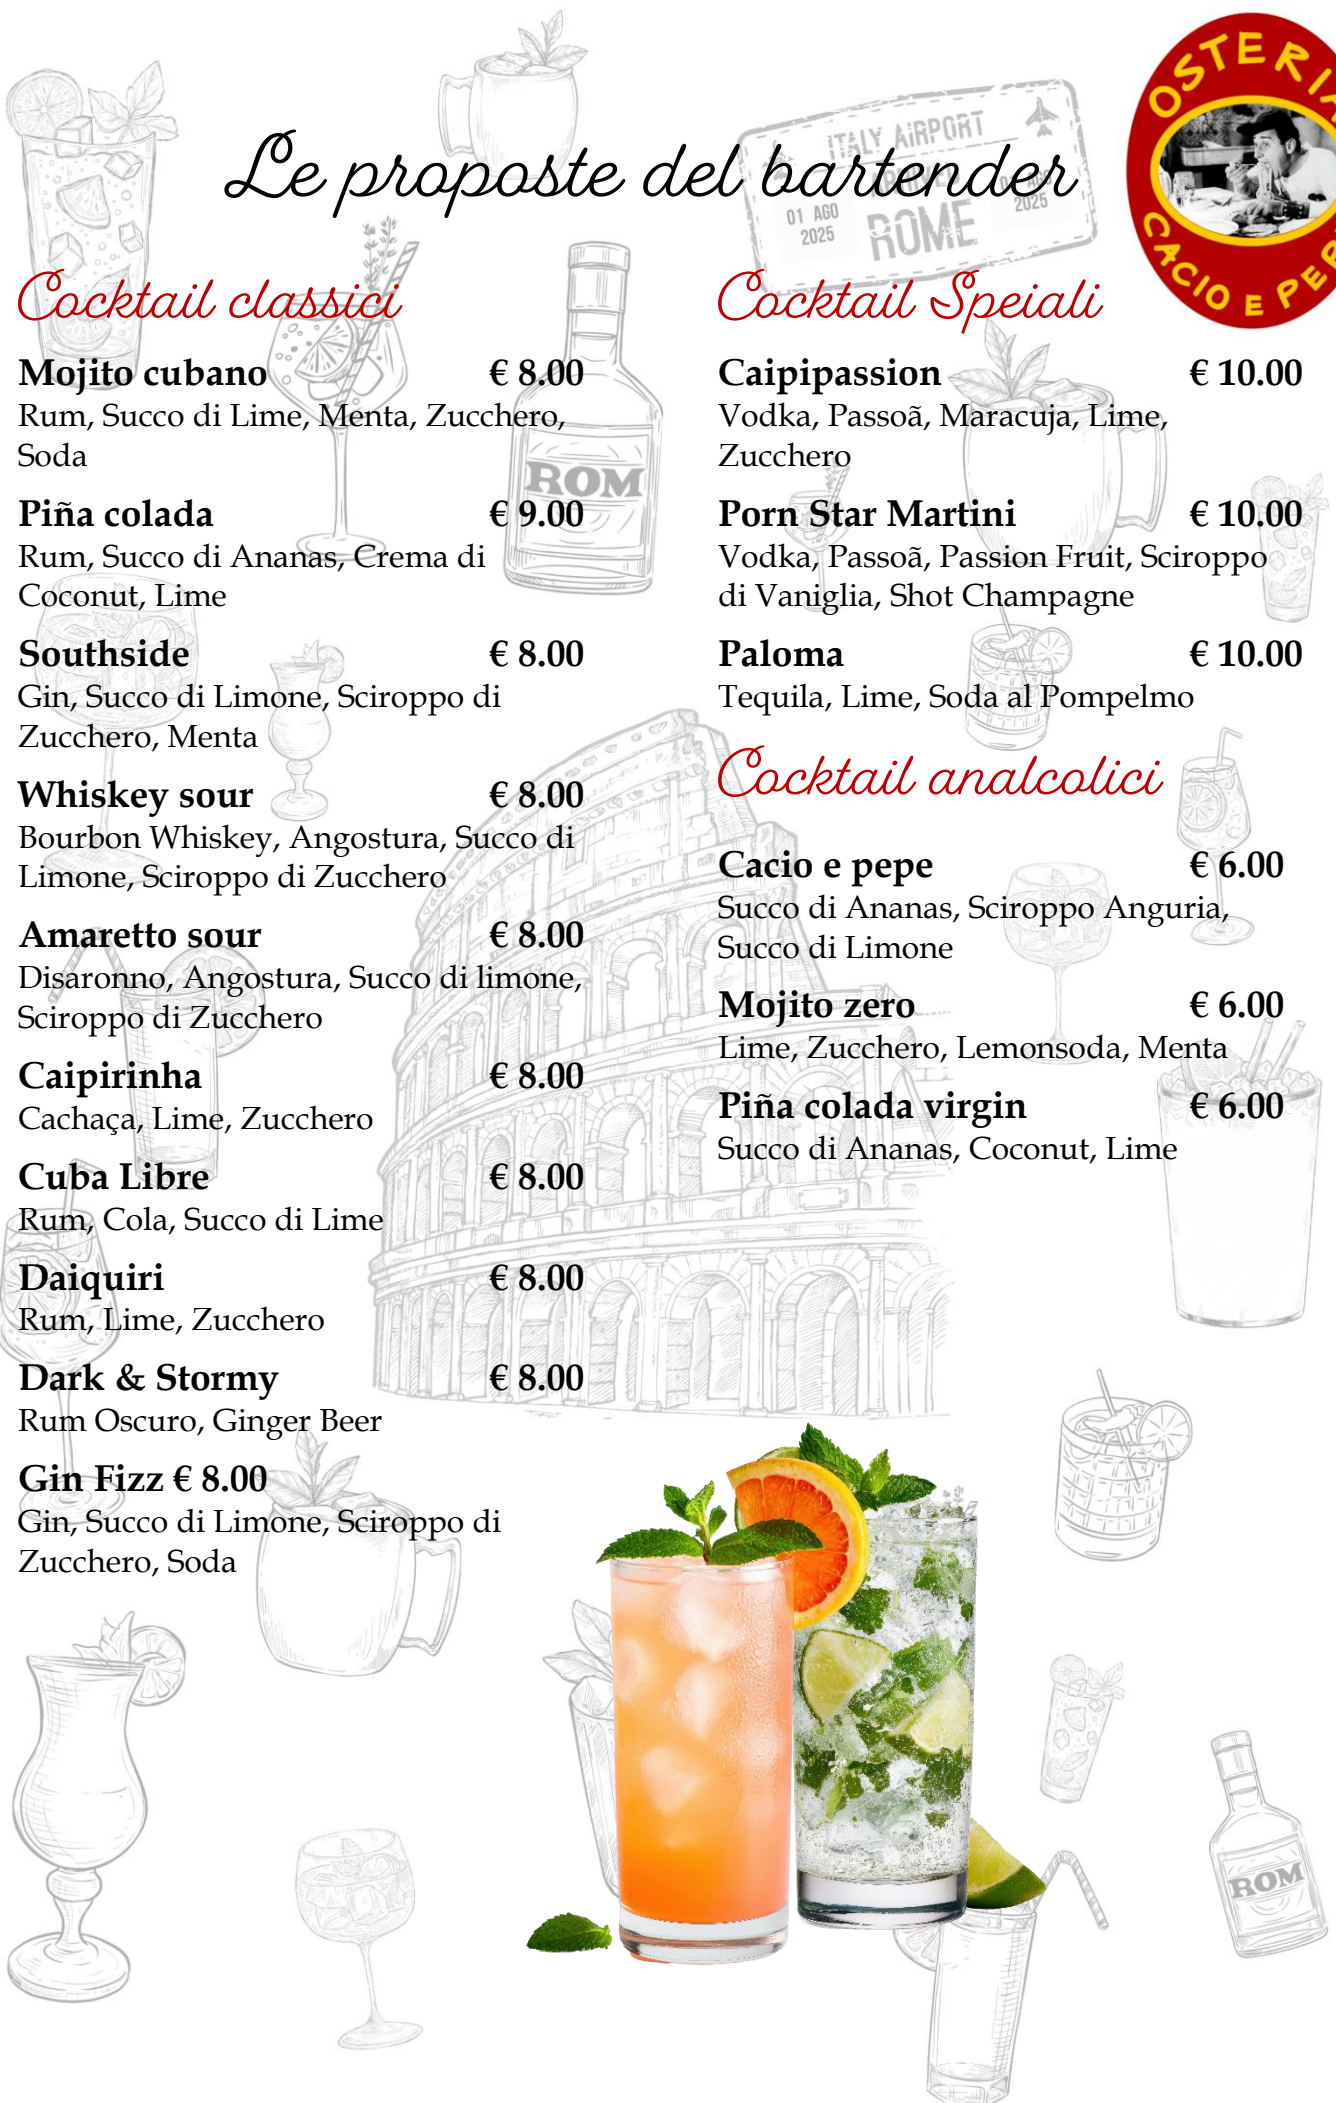 OSTERIA
CACIO E PEPE
ITALY AIRPORT
01 AGO
2025
ROME
2025
Le proposte del bartender
Cocktail classici
Mojito cubano € 8.00
Rum, Succo di Lime, Menta, Zucchero,
Soda
Piña colada € 9.00
Rum, Succo di Ananas, Crema di
Coconut, Lime
Southside € 8.00
Gin, Succo di Limone, Sciroppo di
Zucchero, Menta
Whiskey sour € 8.00
Bourbon Whiskey, Angostura, Succo di
Limone, Sciroppo di Zucchero
Amaretto sour € 8.00
Disaronno, Angostura, Succo di limone,
Sciroppo di Zucchero
Caipirinha € 8.00
Cachaça, Lime, Zucchero
Cuba Libre € 8.00
Rum, Cola, Succo di Lime
Daiquiri € 8.00
Rum, Lime, Zucchero
Dark & Stormy € 8.00
Rum Oscuro, Ginger Beer
Gin Fizz € 8.00
Gin, Succo di Limone, Sciroppo di
Zucchero, Soda
ROM
Cocktail Speiali
Caipipassion € 10.00
Vodka, Passoã, Maracuja, Lime,
Zucchero
Porn Star Martini € 10.00
Vodka, Passoã, Passion Fruit, Sciroppo
di Vaniglia, Shot Champagne
Paloma € 10.00
Tequila, Lime, Soda al Pompelmo
Cocktail analcolici
Cacio e pepe € 6.00
Succo di Ananas, Sciroppo Anguria,
Succo di Limone
Mojito zero € 6.00
Lime, Zucchero, Lemonsoda, Menta
Piña colada virgin € 6.00
Succo di Ananas, Coconut, Lime
ROM